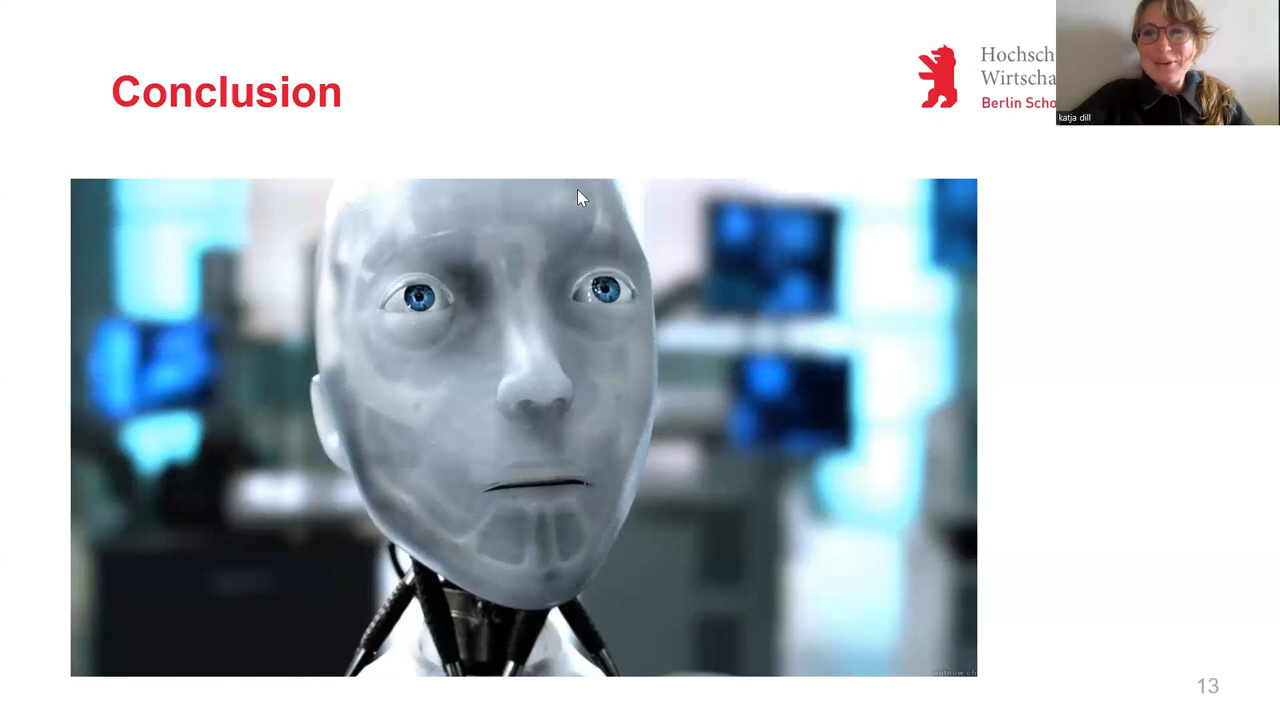 Conclusion
Hochsch
Wirtscha
Berlin Scho
katja dill
13